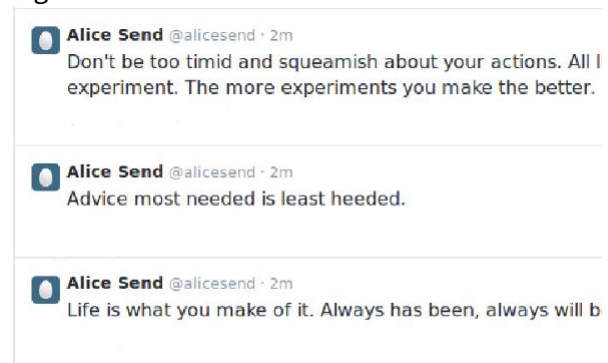 Alice Send @alicesend · 2m
Don't be too timid and squeamish about your actions. All
experiment. The more experiments you make the better.
Alice Send @alicesend · 2m
Advice most needed is least heeded.
Alice Send @alicesend · 2m
Life is what you make of it. Always has been, always will